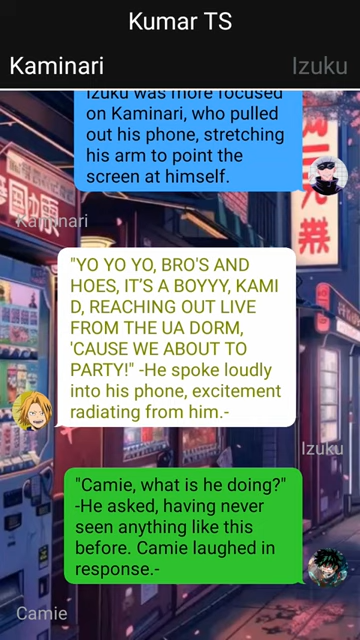 Kumar TS
Kaminari
Izuku
Izuku was more focused
on Kaminari, who pulled
out his phone, stretching
his arm to point the
screen at himself.
Kaminari
"YO YO YO, BRO'S AND
HOES, IT'S A BOYYY, KAMI
D, REACHING OUT LIVE
FROM THE UA DORM,
'CAUSE WE ABOUT TO
PARTY!" -He spoke loudly
into his phone, excitement
radiating from him.-
Izuku
"Camie, what is he doing?"
-He asked, having never
seen anything like this
before. Camie laughed in
response.-
Camie